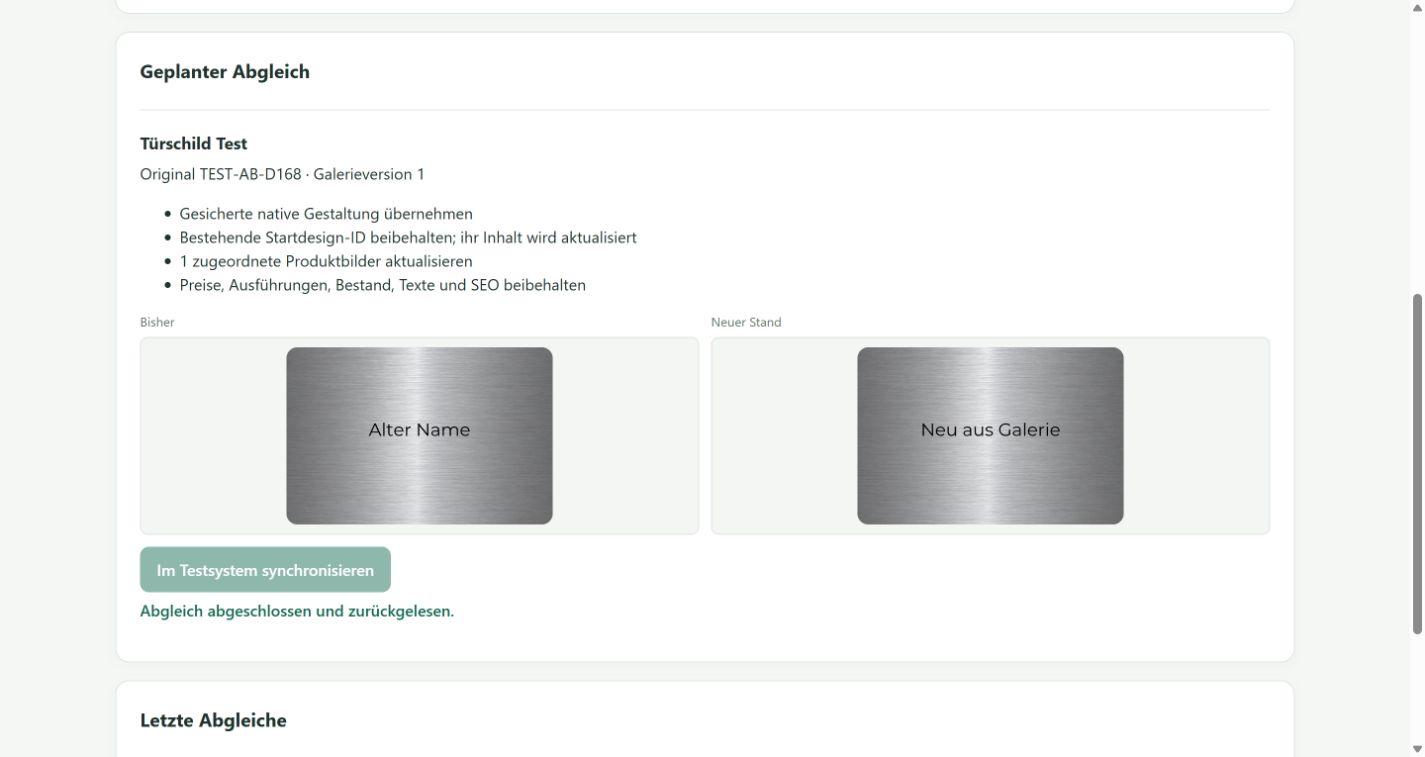 Geplanter Abgleich
Türschild Test
Original TEST-AB-D168 · Galerieversion 1
• Gesicherte native Gestaltung übernehmen
• Bestehende Startdesign-ID beibehalten; ihr Inhalt wird aktualisiert
• 1 zugeordnete Produktbilder aktualisieren
• Preise, Ausführungen, Bestand, Texte und SEO beibehalten
Bisher
Alter Name
Neuer Stand
Neu aus Galerie
Im Testsystem synchronisieren
Abgleich abgeschlossen und zurückgelesen.
Letzte Abgleiche